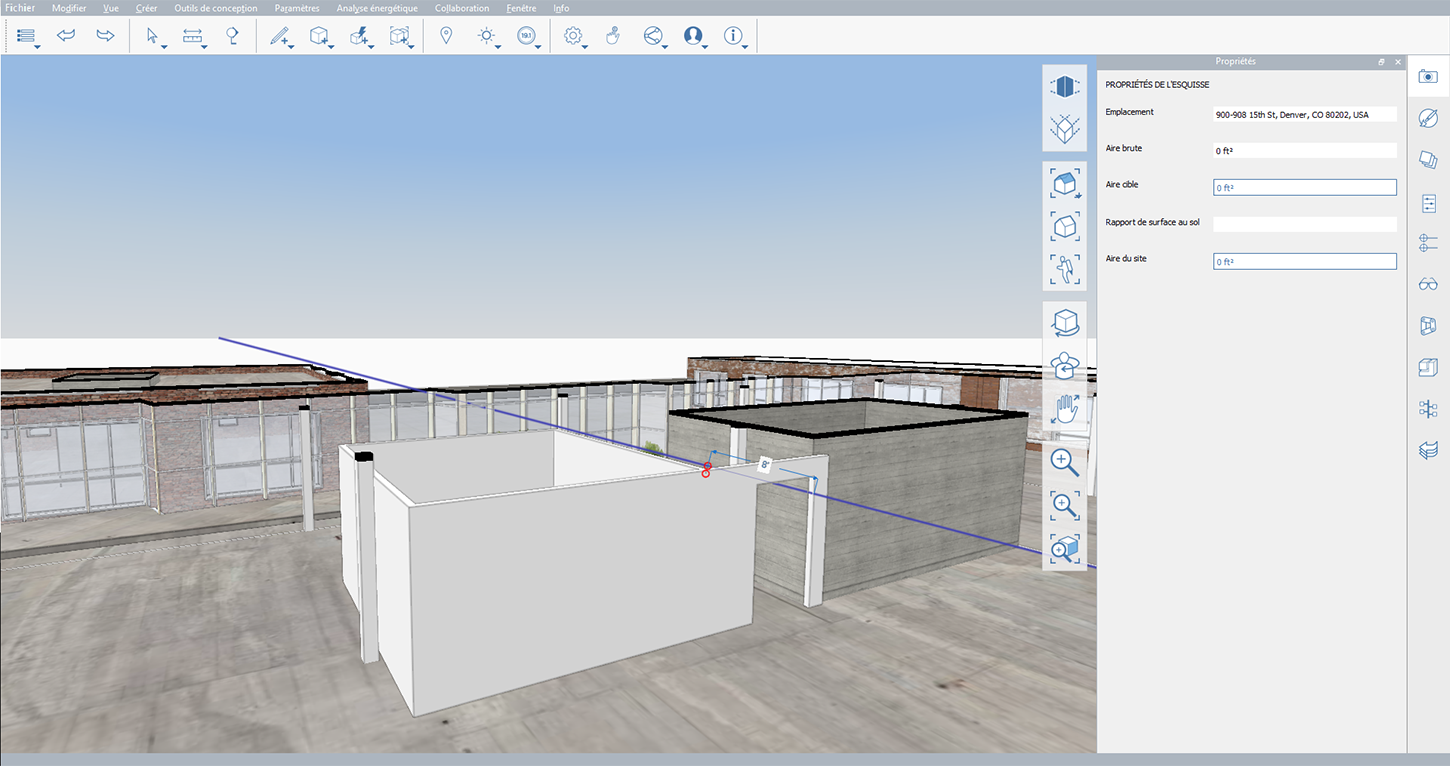 Fichier Modifier Vue Créer Outils de conception Paramètres Analyse énergétique Collaboration Fenêtre Info
19.1
Propriétés
PROPRIÉTÉS DE L'ESQUISSE
Emplacement 900-908 15th St, Denver, CO 80202, USA
Aire brute 0 ft²
Aire cible 0 ft²
Rapport de surface au sol
Aire du site 0 ft²
8"